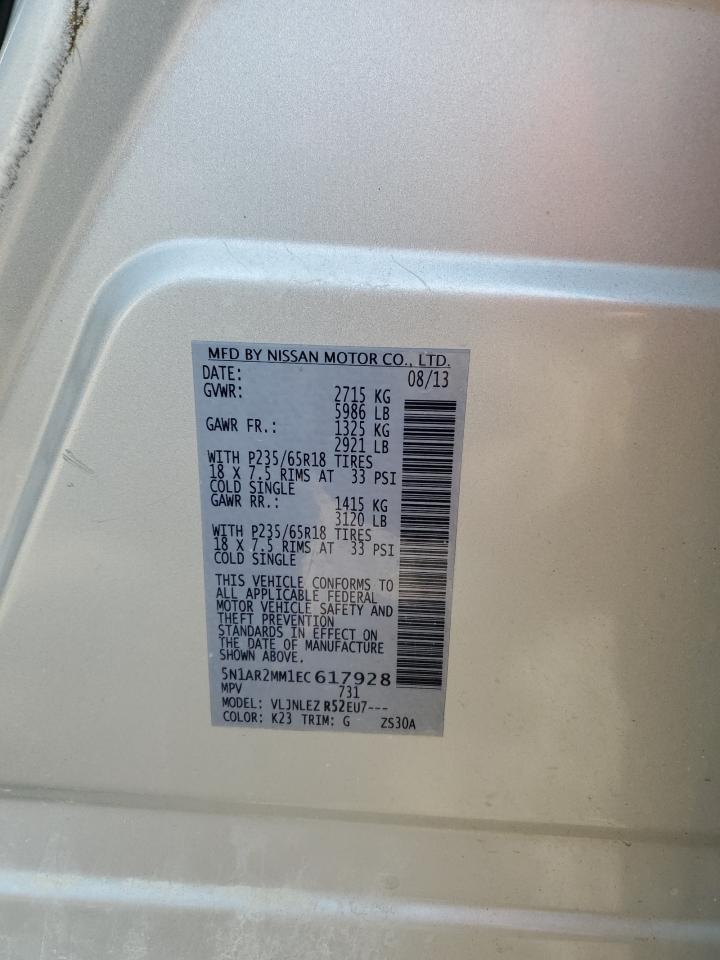 MFD BY NISSAN MOTOR CO., LTD.
DATE: 08/13
GVWR: 2715 KG
5986 LB
GAWR FR.: 1325 KG
2921 LB
WITH P235/65R18 TIRES
18 X 7.5 RIMS AT 33 PSI
COLD SINGLE
GAWR RR.: 1415 KG
3120 LB
WITH P235/65R18 TIRES
18 X 7.5 RIMS AT 33 PSI
COLD SINGLE
THIS VEHICLE CONFORMS TO
ALL APPLICABLE FEDERAL
MOTOR VEHICLE SAFETY AND
THEFT PREVENTION
STANDARDS IN EFFECT ON
THE DATE OF MANUFACTURE
SHOWN ABOVE.
5N1AR2MM1EC617928
MPV 731
MODEL: VLJNLEZ R52EU7---
COLOR: K23 TRIM: G ZS30A